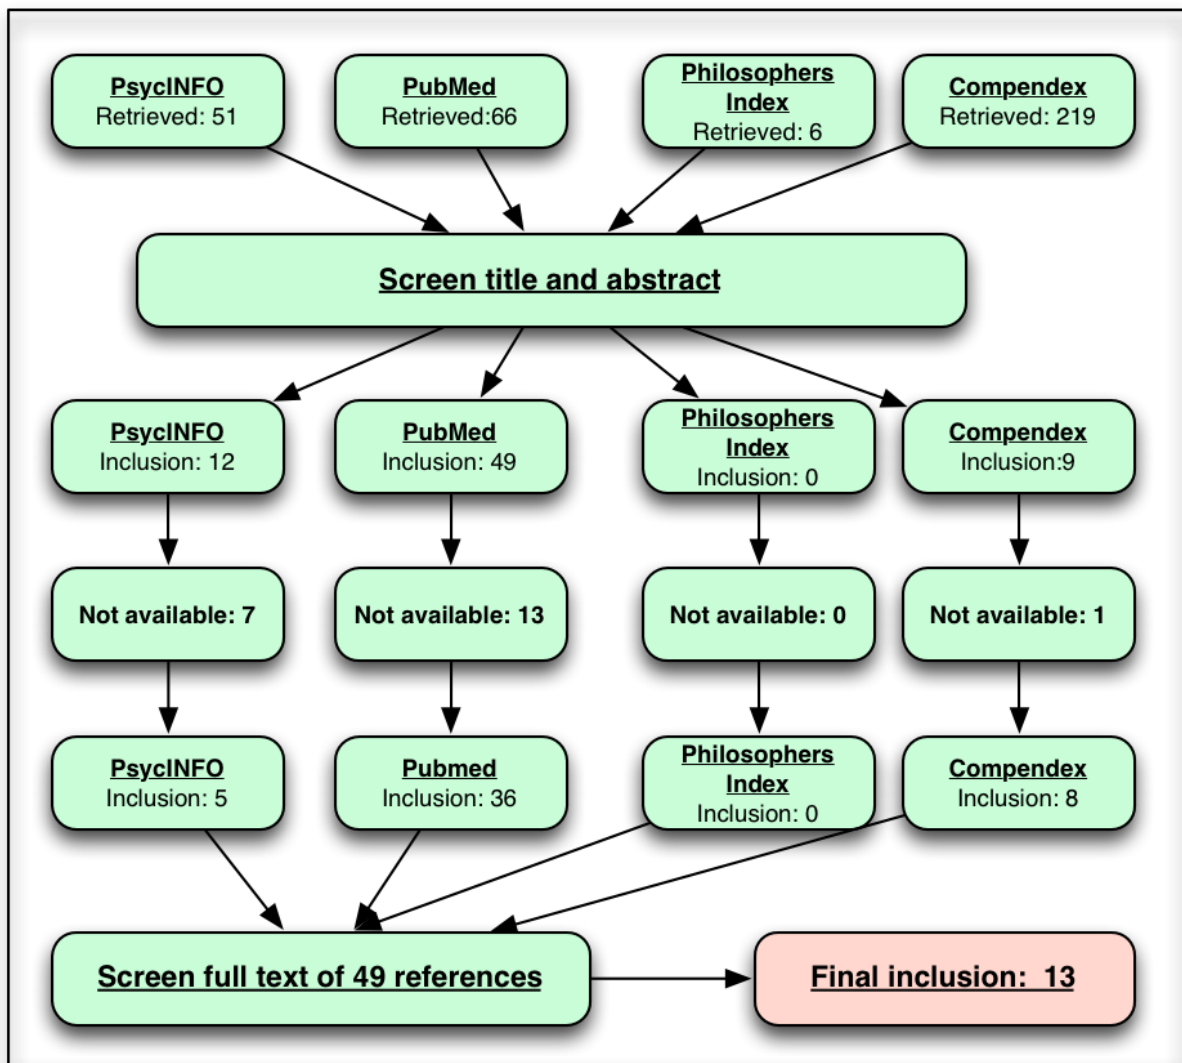 PsycINFO
Retrieved: 51
PubMed
Retrieved:66
Philosophers
Index
Retrieved: 6
Compendex
Retrieved: 219
Screen title and abstract
PsycINFO
Inclusion: 12
PubMed
Inclusion: 49
Philosophers
Index
Inclusion: 0
Compendex
Inclusion:9
Not available: 7
Not available: 13
Not available: 0
Not available: 1
PsycINFO
Inclusion: 5
Pubmed
Inclusion: 36
Philosophers
Index
Inclusion: 0
Compendex
Inclusion: 8
Screen full text of 49 references
Final inclusion:  13